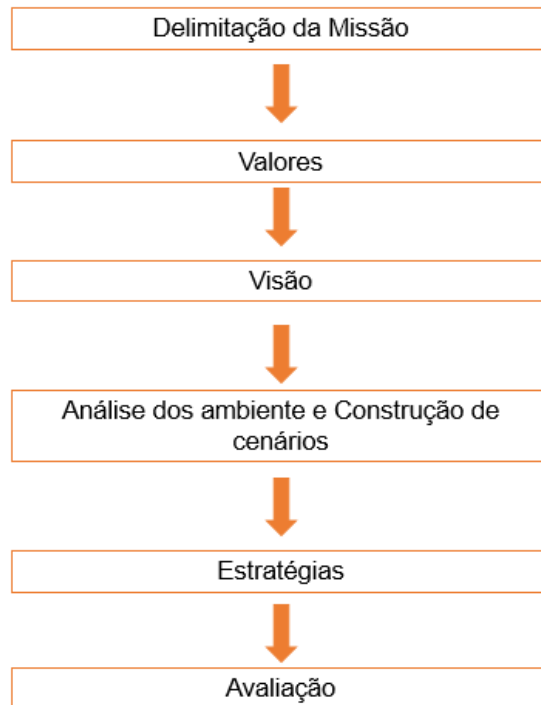 Delimitação da Missão
Valores
Visão
Análise dos ambiente e Construção de
cenários
Estratégias
Avaliação